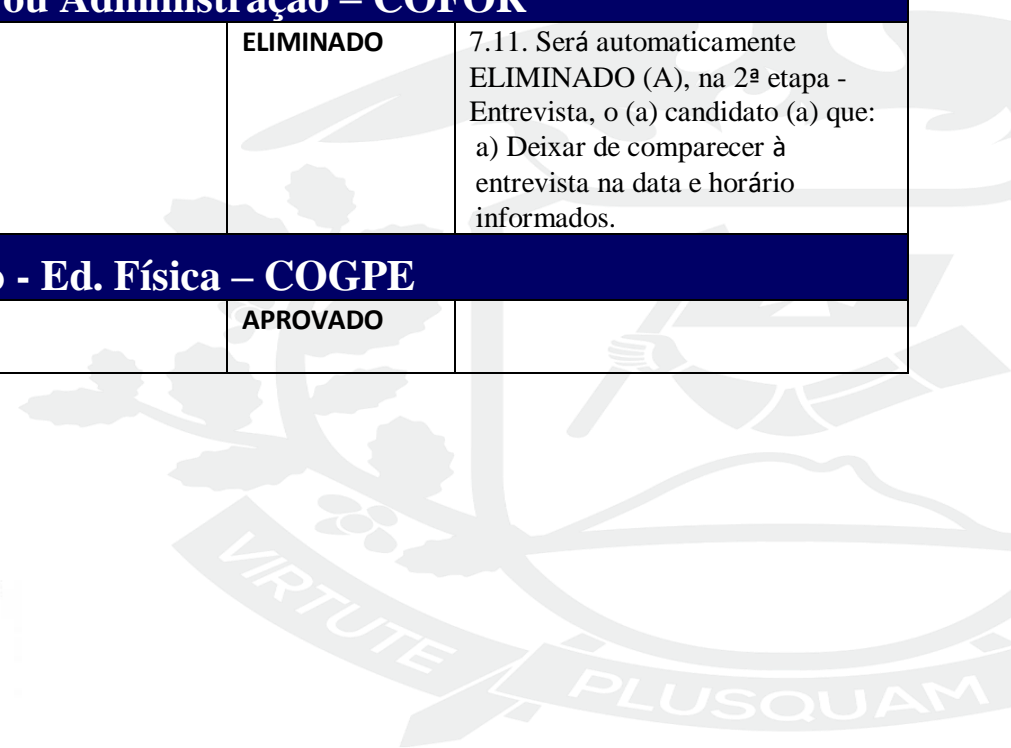 ou Administração – COFOR
ELIMINADO
7.11. Será automaticamente
ELIMINADO (A), na 2ª etapa -
Entrevista, o (a) candidato (a) que:
a) Deixar de comparecer à
entrevista na data e horário
informados.
o - Ed. Física – COGPE
APROVADO
VIRTUTE
PLUSQUAM